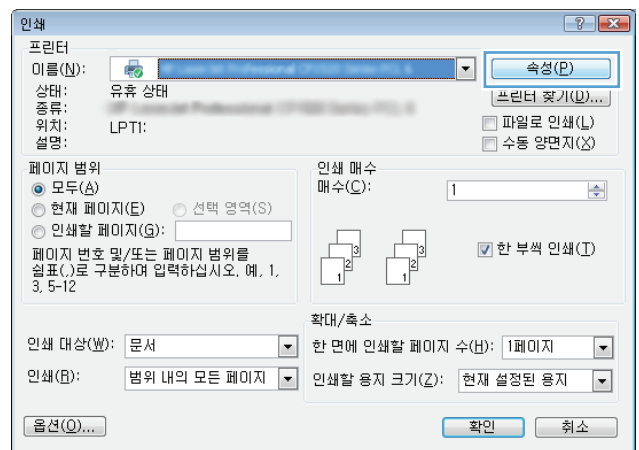 인쇄
프린터
이름(N):
속성(P)
상태: 유휴 상태
프린터 찾기(D)...
종류:
위치: LPT1:
파일로 인쇄(L)
설명:
수동 양면지(X)
페이지 범위
모두(A)
현재 페이지(E) 선택 영역(S)
인쇄할 페이지(G):
페이지 번호 및/또는 페이지 범위를
쉼표(,)로 구분하여 입력하십시오. 예, 1,
3, 5-12
인쇄 매수
매수(C): 1
3 3
2 2
1 1
한 부씩 인쇄(T)
인쇄 대상(W): 문서
인쇄(R): 범위 내의 모든 페이지
확대/축소
한 면에 인쇄할 페이지 수(H): 1페이지
인쇄할 용지 크기(Z): 현재 설정된 용지
옵션(O)...
확인
취소